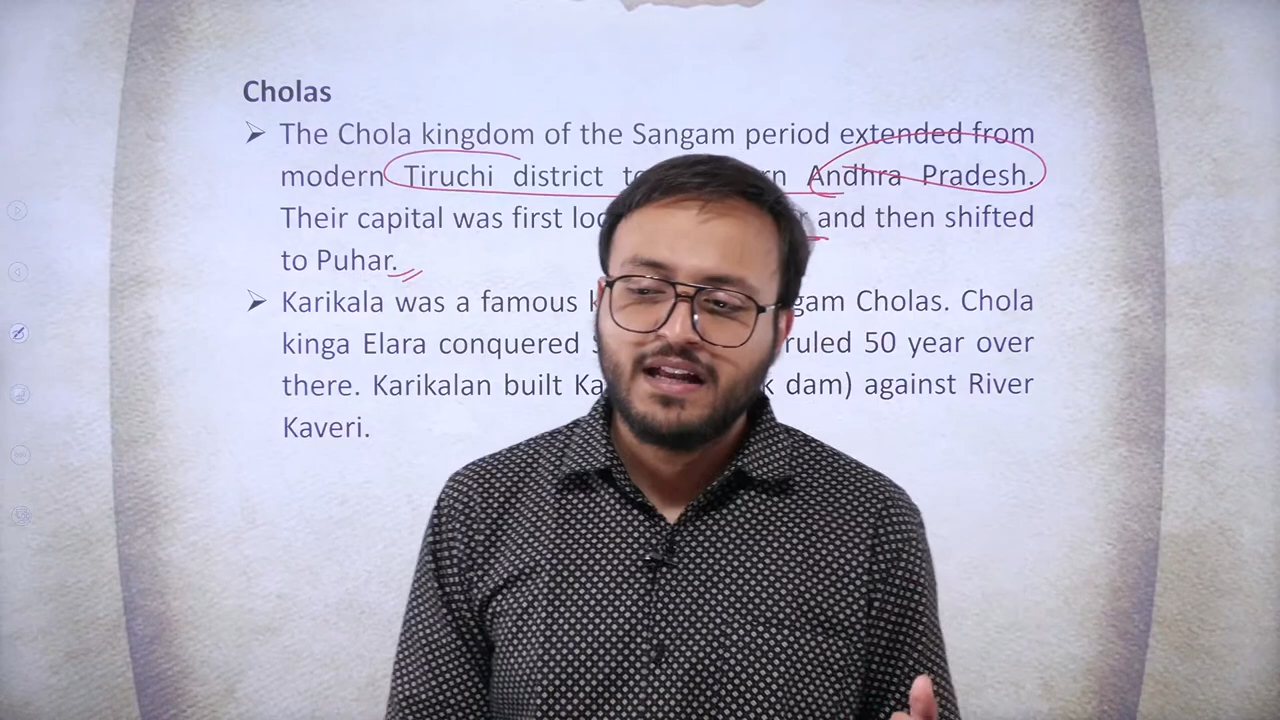 Cholas
The Chola kingdom of the Sangam period extended from
modern Tiruchi district Andhra Pradesh.
Their capital was first and then shifted
to Puhar.
Karikala was a famous Cholas. Chola
kinga Elara conquered ruled 50 year over
there. Karikalan built dam) against River
Kaveri.